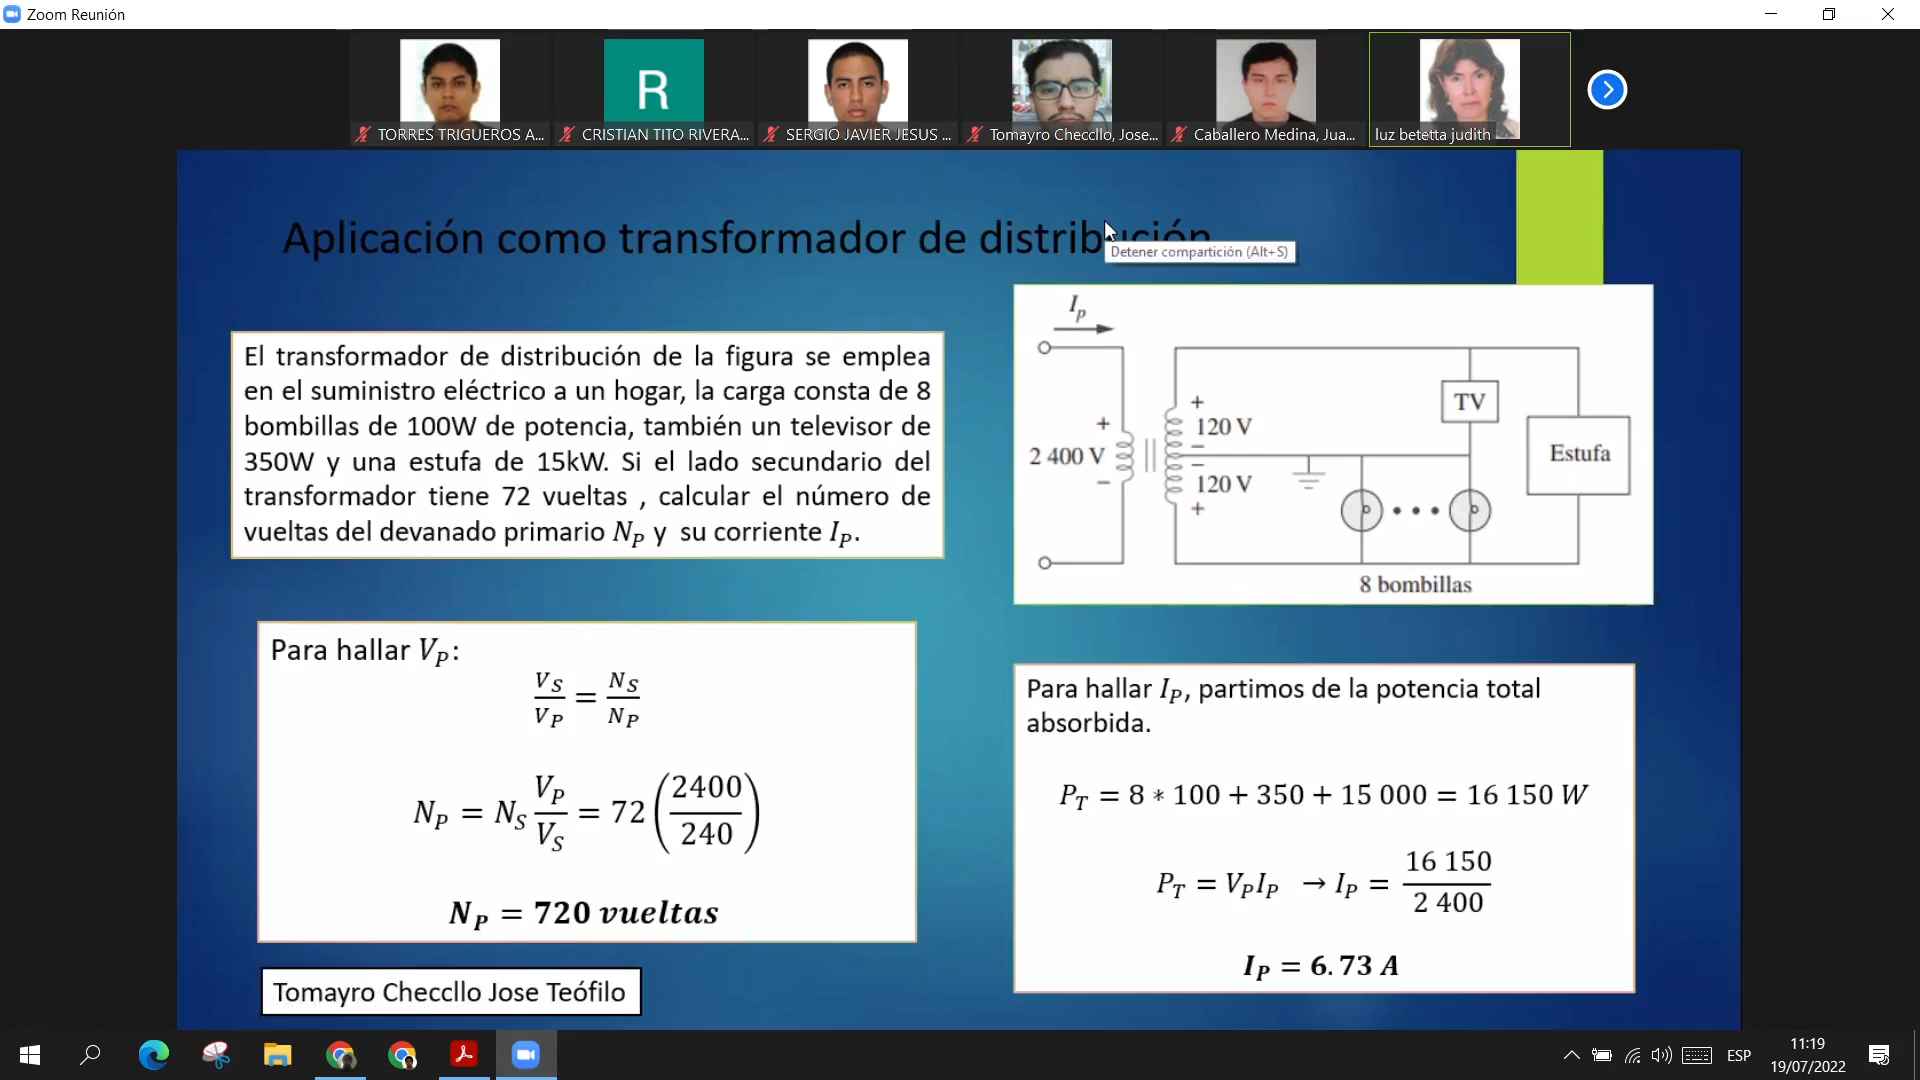 Zoom Reunión
R
TORRES TRIGUEROS A...
CRISTIAN TITO RIVERA...
SERGIO JAVIER JESUS ...
Tomayro Checcllo, Jose...
Caballero Medina, Jua...
luz betetta judith
Aplicación como transformador de distribución
Detener compartición (Alt+S)
El transformador de distribución de la figura se emplea
en el suministro eléctrico a un hogar, la carga consta de 8
bombillas de 100W de potencia, también un televisor de
350W y una estufa de 15kW. Si el lado secundario del
transformador tiene 72 vueltas , calcular el número de
vueltas del devanado primario N_P y su corriente I_P.
I_p
+
2 400 V
−
+
120 V
−
−
120 V
+
TV
Estufa
8 bombillas
Para hallar V_P:
V_S/V_P = N_S/N_P
N_P = N_S V_P/V_S = 72 (2400/240)
N_P = 720 vueltas
Para hallar I_P, partimos de la potencia total
absorbida.
P_T = 8 * 100 + 350 + 15 000 = 16 150 W
P_T = V_P I_P → I_P = 16 150/2 400
I_P = 6.73 A
Tomayro Checcllo Jose Teófilo
ESP
11:19
19/07/2022